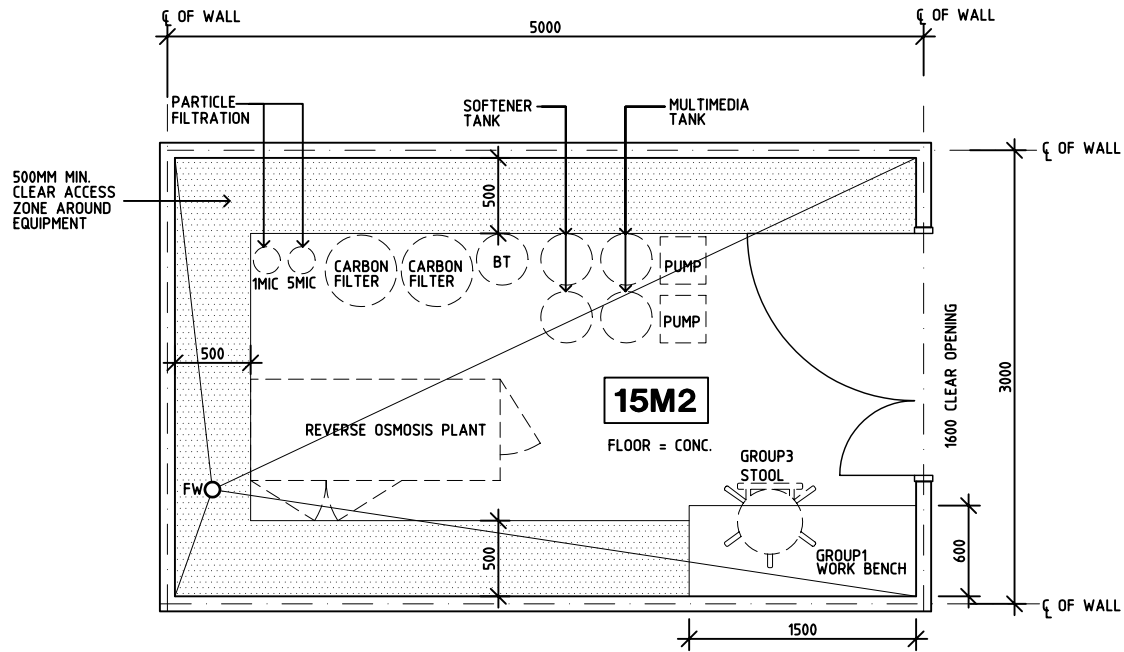 ℄ OF WALL
℄ OF WALL
5000
PARTICLE
FILTRATION
SOFTENER
TANK
MULTIMEDIA
TANK
℄ OF WALL
500MM MIN.
CLEAR ACCESS
ZONE AROUND
EQUIPMENT
500
1MIC
5MIC
CARBON
FILTER
CARBON
FILTER
BT
PUMP
PUMP
500
15M2
FLOOR = CONC.
1600 CLEAR OPENING
3000
REVERSE OSMOSIS PLANT
GROUP3
STOOL
FW
500
GROUP1
WORK BENCH
600
℄ OF WALL
1500